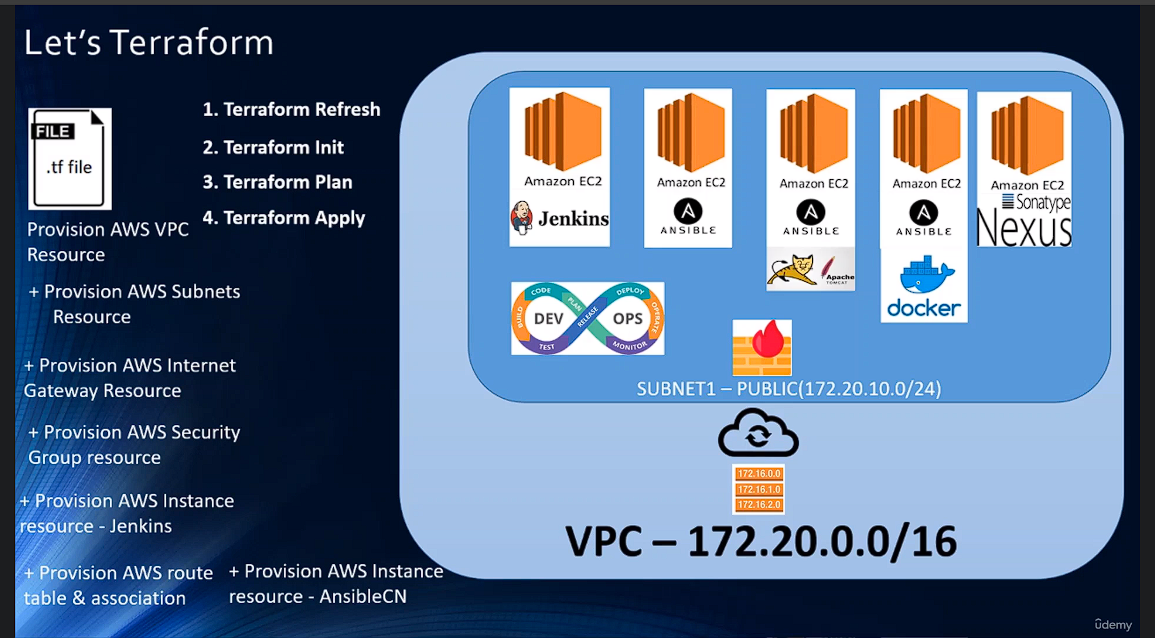 Let's Terraform
FILE
.tf file
1. Terraform Refresh
2. Terraform Init
3. Terraform Plan
4. Terraform Apply
Provision AWS VPC
Resource
+ Provision AWS Subnets
Resource
+ Provision AWS Internet
Gateway Resource
+ Provision AWS Security
Group resource
+ Provision AWS Instance
resource - Jenkins
+ Provision AWS route
table & association
+ Provision AWS Instance
resource - AnsibleCN
Amazon EC2
Jenkins
Amazon EC2
ANSIBLE
Amazon EC2
ANSIBLE
Apache
TOMCAT
Amazon EC2
ANSIBLE
docker
Amazon EC2
Sonatype
Nexus
CODE
DEPLOY
BUILD
PLAN
DEV
RELEASE
OPS
OPERATE
TEST
MONITOR
SUBNET1 – PUBLIC(172.20.10.0/24)
172.16.0.0
172.16.1.0
172.16.2.0
VPC – 172.20.0.0/16
ûdemy